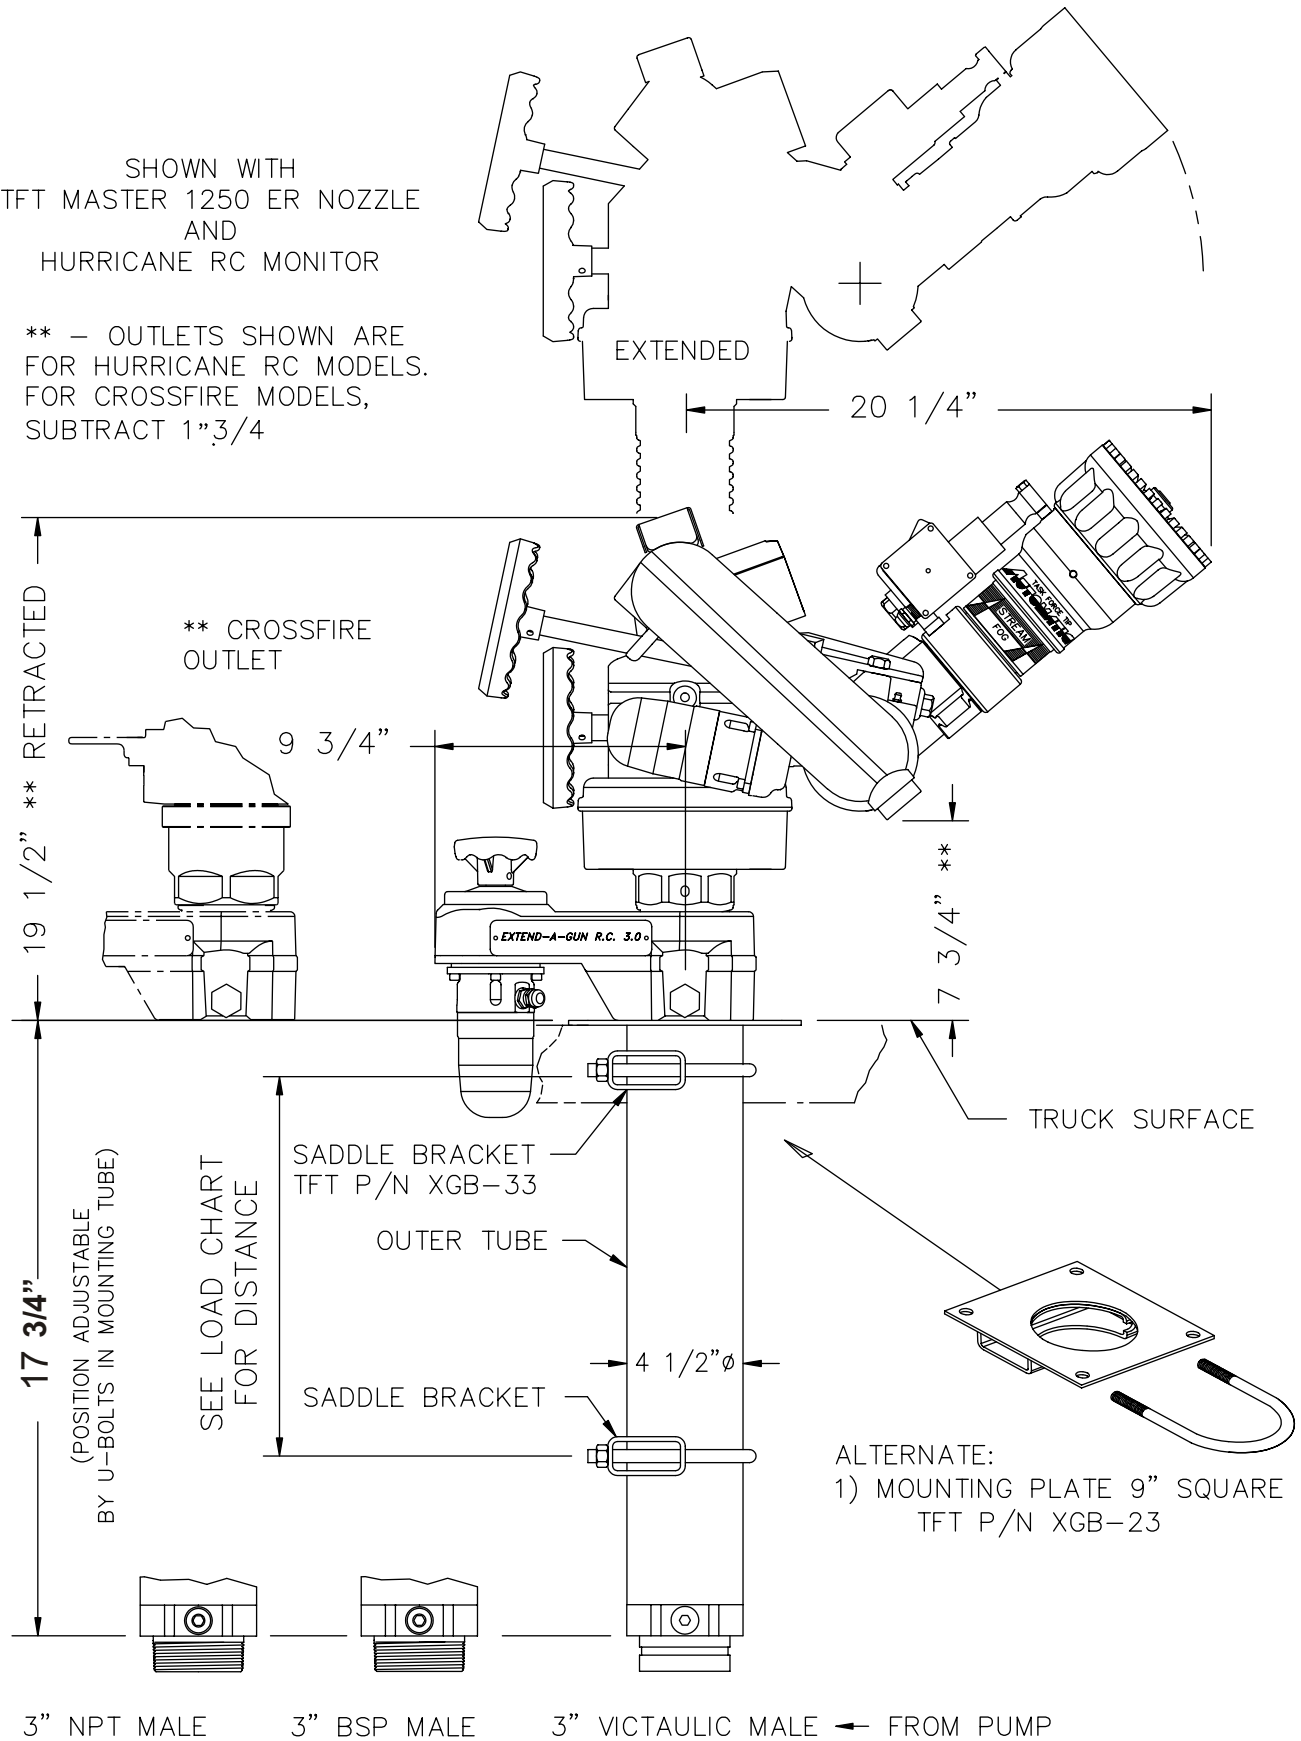 SHOWN WITH
TFT MASTER 1250 ER NOZZLE
AND
HURRICANE RC MONITOR
** – OUTLETS SHOWN ARE
FOR HURRICANE RC MODELS.
FOR CROSSFIRE MODELS,
SUBTRACT 1”3/4
EXTENDED
20 1/4”
19 1/2” ** RETRACTED
** CROSSFIRE
OUTLET
9 3/4”
TASK FORCE TIP
AUTOMATIC
STREAM
FOG
EXTEND–A–GUN R.C. 3.0
7 3/4” **
TRUCK SURFACE
SADDLE BRACKET
TFT P/N XGB–33
OUTER TUBE
17 3/4”
(POSITION ADJUSTABLE
BY U–BOLTS IN MOUNTING TUBE)
SEE LOAD CHART
FOR DISTANCE
4 1/2”ø
SADDLE BRACKET
ALTERNATE:
1) MOUNTING PLATE 9” SQUARE
TFT P/N XGB–23
3” NPT MALE
3” BSP MALE
3” VICTAULIC MALE
FROM PUMP